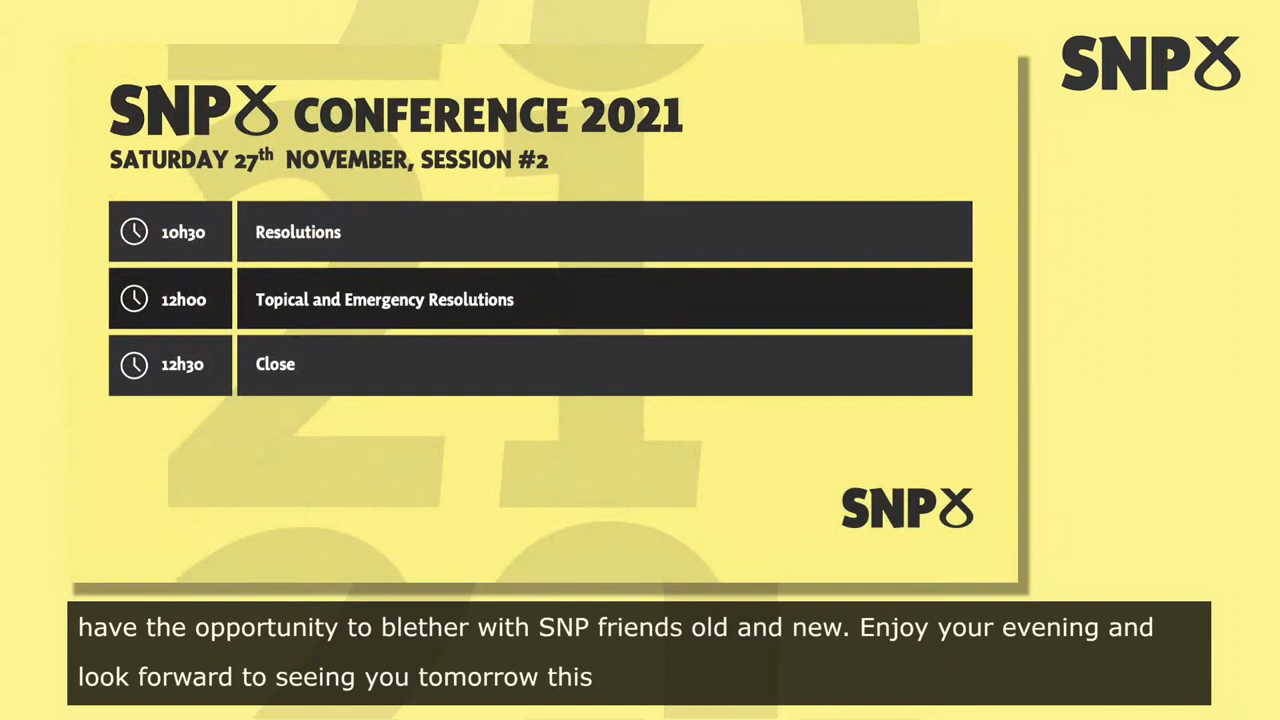 SNP
SNP CONFERENCE 2021
SATURDAY 27th NOVEMBER, SESSION #2
10h30 Resolutions
12h00 Topical and Emergency Resolutions
12h30 Close
SNP
have the opportunity to blether with SNP friends old and new. Enjoy your evening and
look forward to seeing you tomorrow this